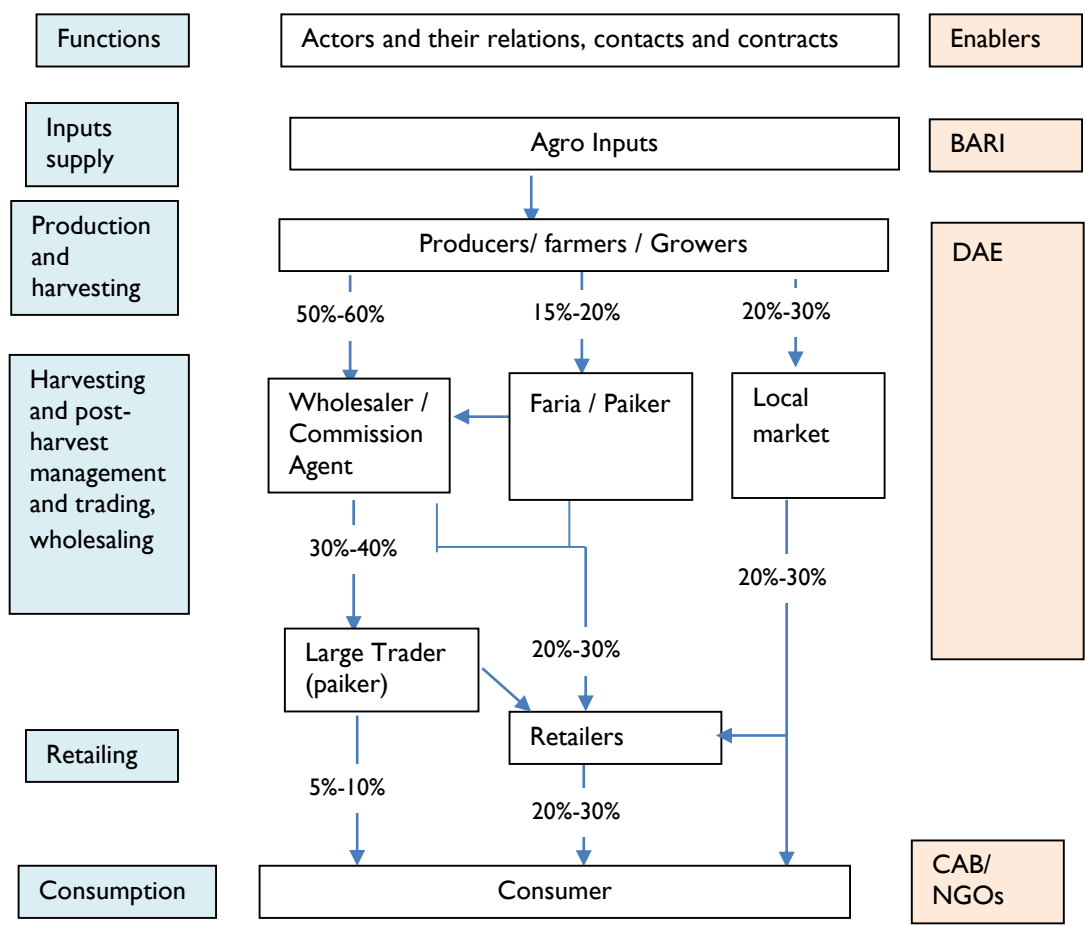 Functions
Actors and their relations, contacts and contracts
Enablers
Inputs
supply
Agro Inputs
BARI
Production
and
harvesting
Producers/ farmers / Growers
DAE
50%-60%
15%-20%
20%-30%
Harvesting
and post-
harvest
management
and trading,
wholesaling
Wholesaler /
Commission
Agent
Faria / Paiker
Local
market
30%-40%
20%-30%
Large Trader
(paiker)
20%-30%
Retailing
Retailers
5%-10%
20%-30%
Consumption
Consumer
CAB/
NGOs